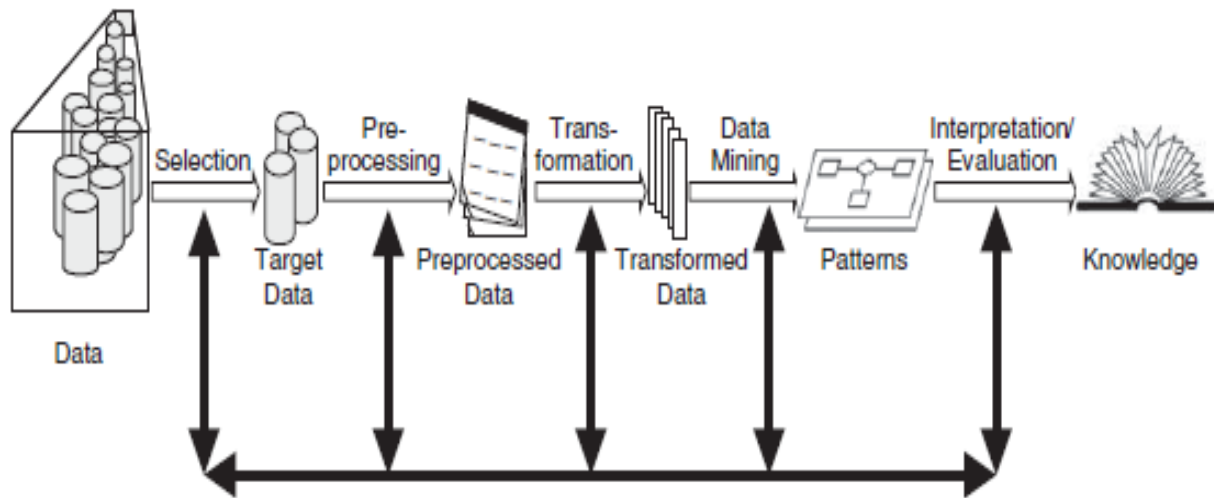 Selection
Pre-
processing
Trans-
formation
Data
Mining
Interpretation/
Evaluation
Target
Data
Preprocessed
Data
Transformed
Data
Patterns
Knowledge
Data